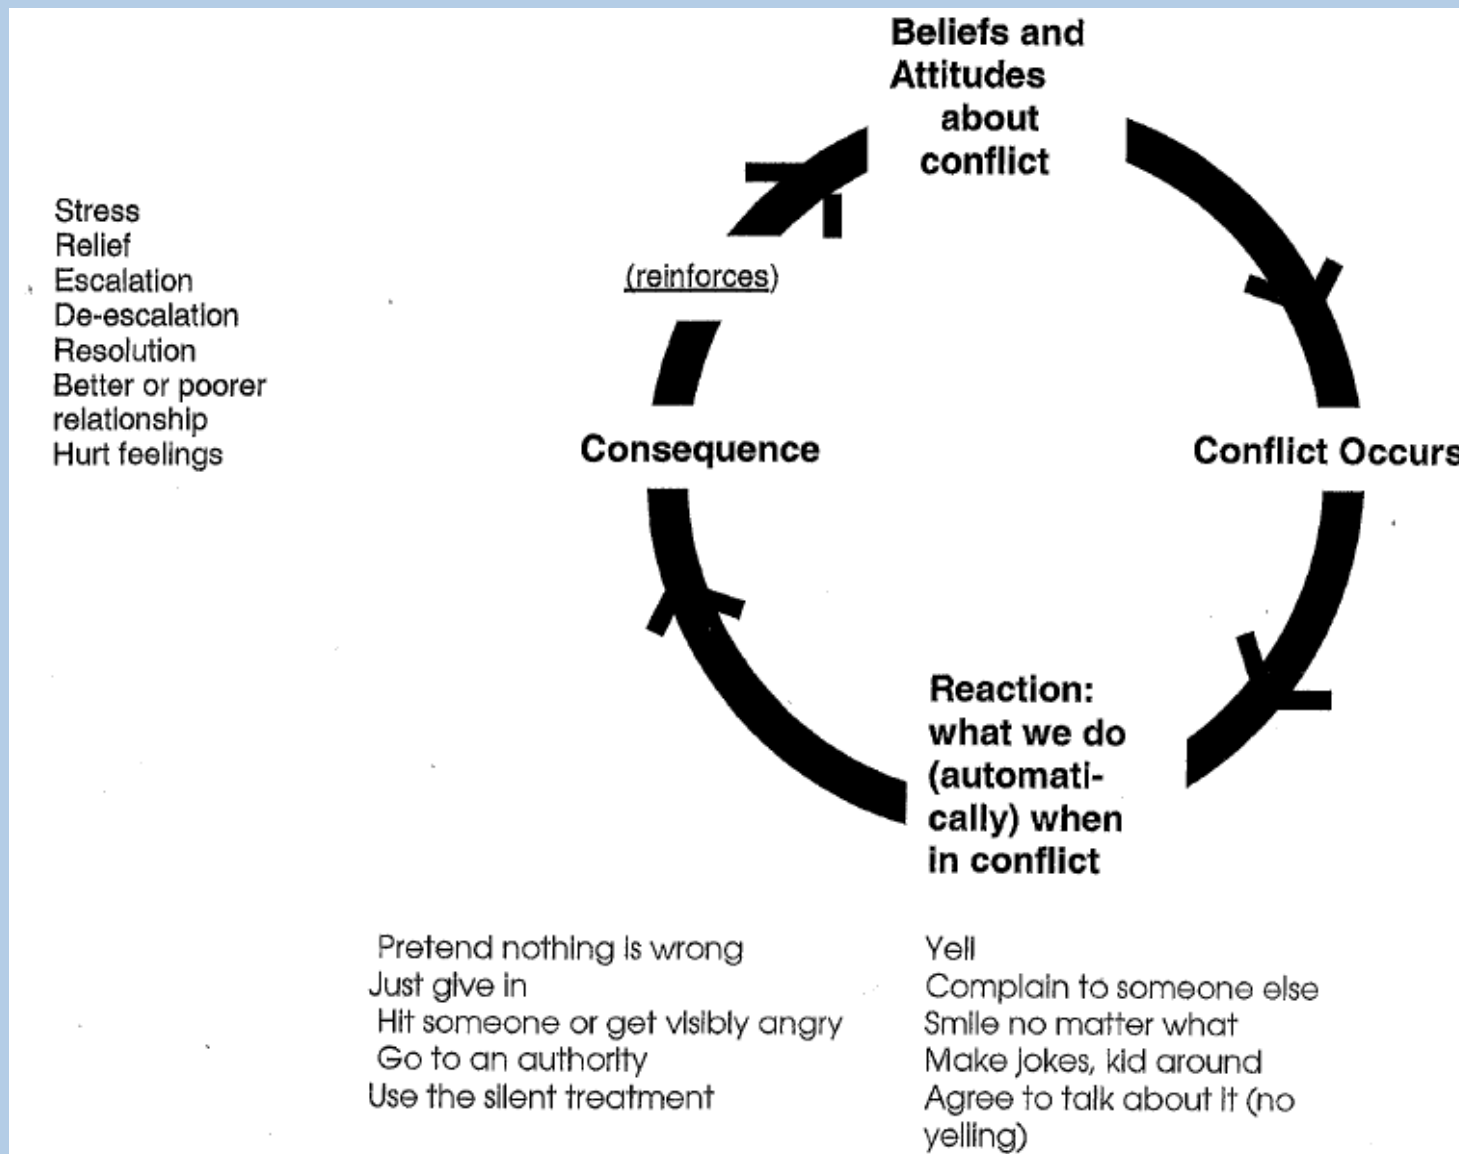 Beliefs and
Attitudes
about
conflict
Stress
Relief
Escalation
De-escalation
Resolution
Better or poorer
relationship
Hurt feelings
(reinforces)
Consequence
Conflict Occurs
Reaction:
what we do
(automati-
cally) when
in conflict
Pretend nothing is wrong
Just give in
Hit someone or get visibly angry
Go to an authority
Use the silent treatment
Yell
Complain to someone else
Smile no matter what
Make jokes, kid around
Agree to talk about it (no
yelling)